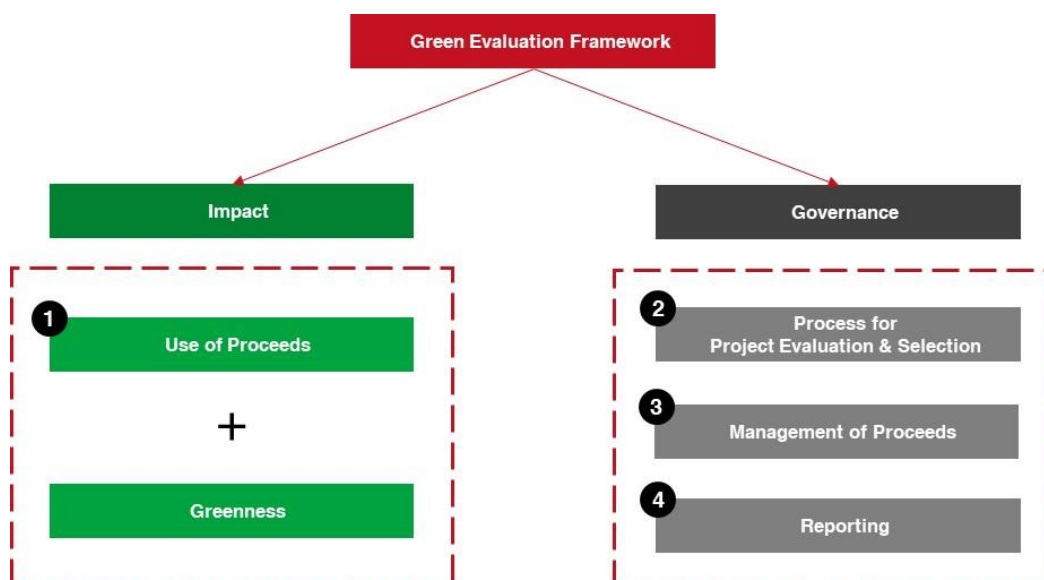 Green Evaluation Framework
Impact
Governance
1
Use of Proceeds
+
Greenness
2
Process for
Project Evaluation & Selection
3
Management of Proceeds
4
Reporting